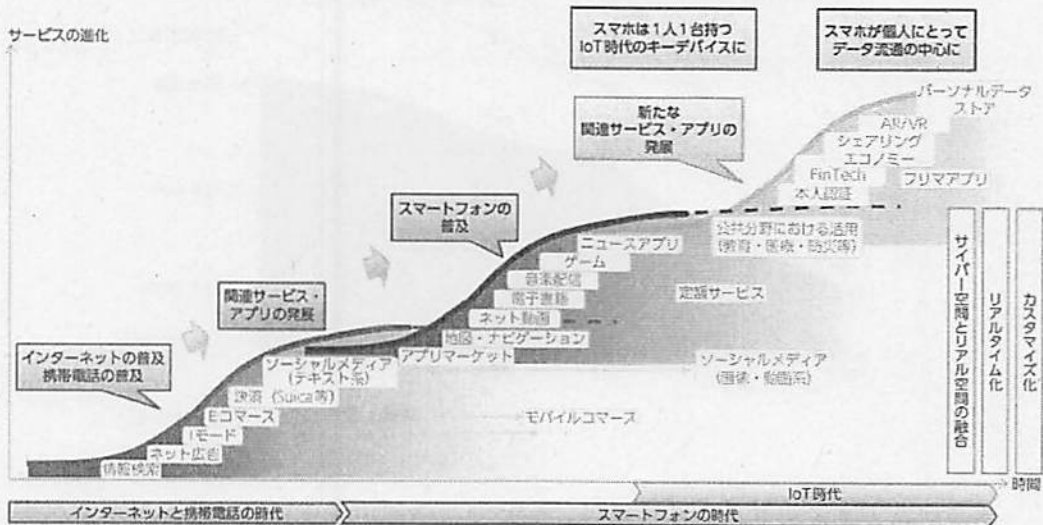 サービスの進化
スマホは1人1台持つ
IoT時代のキーデバイスに
スマホが個人にとって
データ流通の中心に
パーソナルデータ
ストア
AR/VR
シェアリング
エコノミー
FinTech
フリマアプリ
本人認証
新たな
関連サービス・アプリの
発展
公共分野における活用
(教育・医療・防災等)
スマートフォンの
普及
ニュースアプリ
ゲーム
音楽配信
電子書籍
定額サービス
ネット動画
地図・ナビゲーション
アプリマーケット
関連サービス・
アプリの発展
ソーシャルメディア
(テキスト系)
ソーシャルメディア
(画像・動画系)
インターネットの普及
携帯電話の普及
決済(Suica等)
Eコマース
モバイルコマース
iモード
ネット広告
情報検索
サイバー空間とリアル空間の融合
リアルタイム化
カスタマイズ化
時間
IoT時代
インターネットと携帯電話の時代
スマートフォンの時代